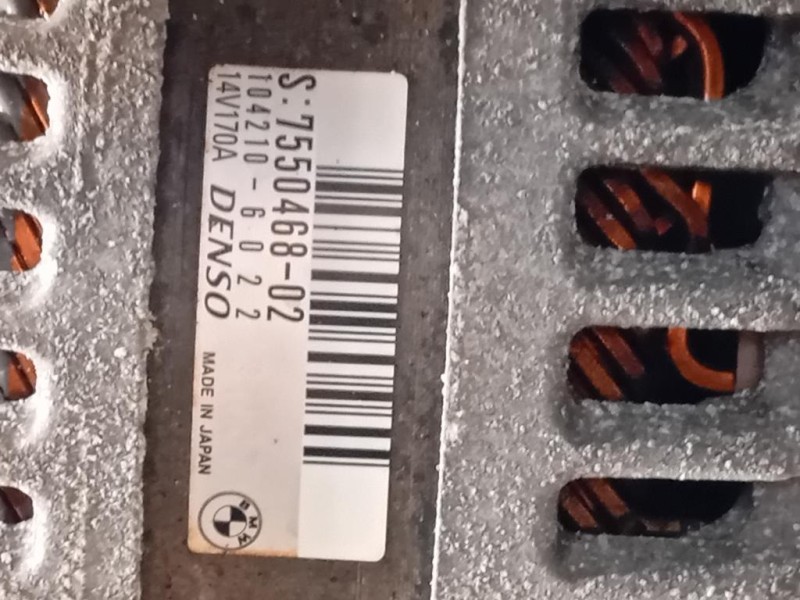 S:7550468-02
104210-6022
14V170A DENSO MADE IN JAPAN
BMW